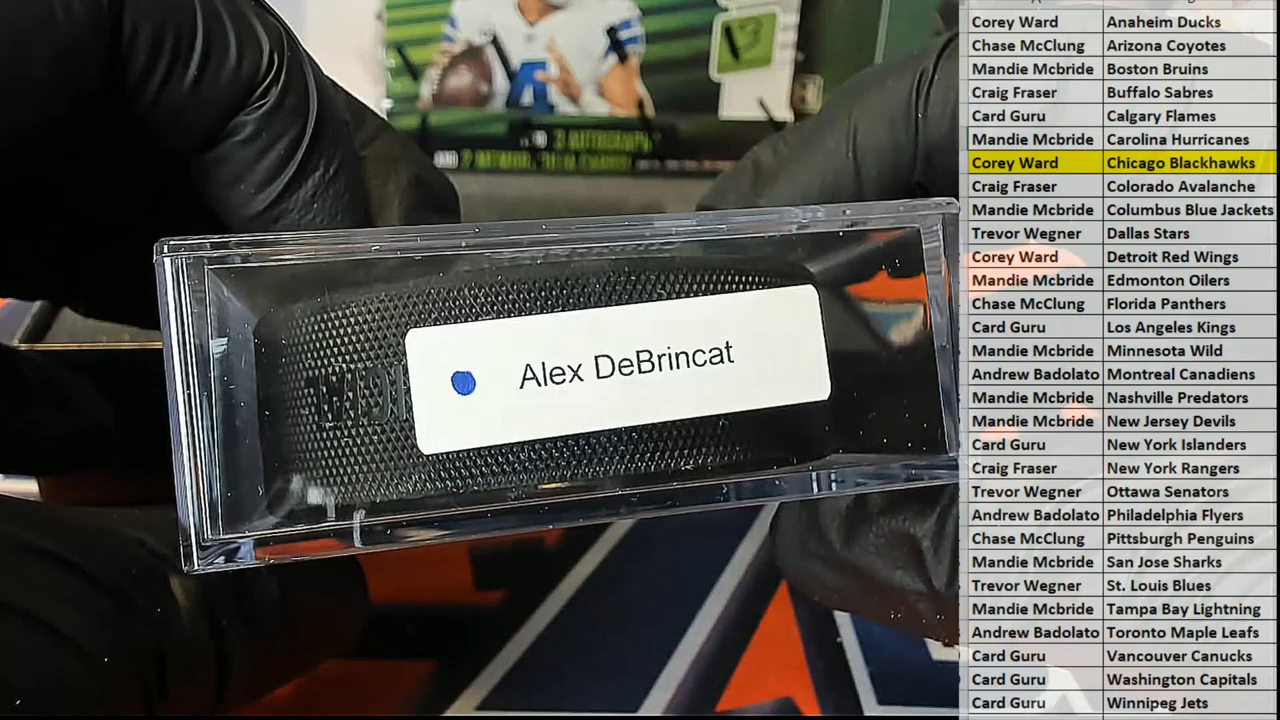 4
13
2 AUTOGRAPH
Alex DeBrincat
Corey Ward Anaheim Ducks
Chase McClung Arizona Coyotes
Mandie Mcbride Boston Bruins
Craig Fraser Buffalo Sabres
Card Guru Calgary Flames
Mandie Mcbride Carolina Hurricanes
Corey Ward Chicago Blackhawks
Craig Fraser Colorado Avalanche
Mandie Mcbride Columbus Blue Jackets
Trevor Wegner Dallas Stars
Corey Ward Detroit Red Wings
Mandie Mcbride Edmonton Oilers
Chase McClung Florida Panthers
Card Guru Los Angeles Kings
Mandie Mcbride Minnesota Wild
Andrew Badolato Montreal Canadiens
Mandie Mcbride Nashville Predators
Mandie Mcbride New Jersey Devils
Card Guru New York Islanders
Craig Fraser New York Rangers
Trevor Wegner Ottawa Senators
Andrew Badolato Philadelphia Flyers
Chase McClung Pittsburgh Penguins
Mandie Mcbride San Jose Sharks
Trevor Wegner St. Louis Blues
Mandie Mcbride Tampa Bay Lightning
Andrew Badolato Toronto Maple Leafs
Card Guru Vancouver Canucks
Card Guru Washington Capitals
Card Guru Winnipeg Jets